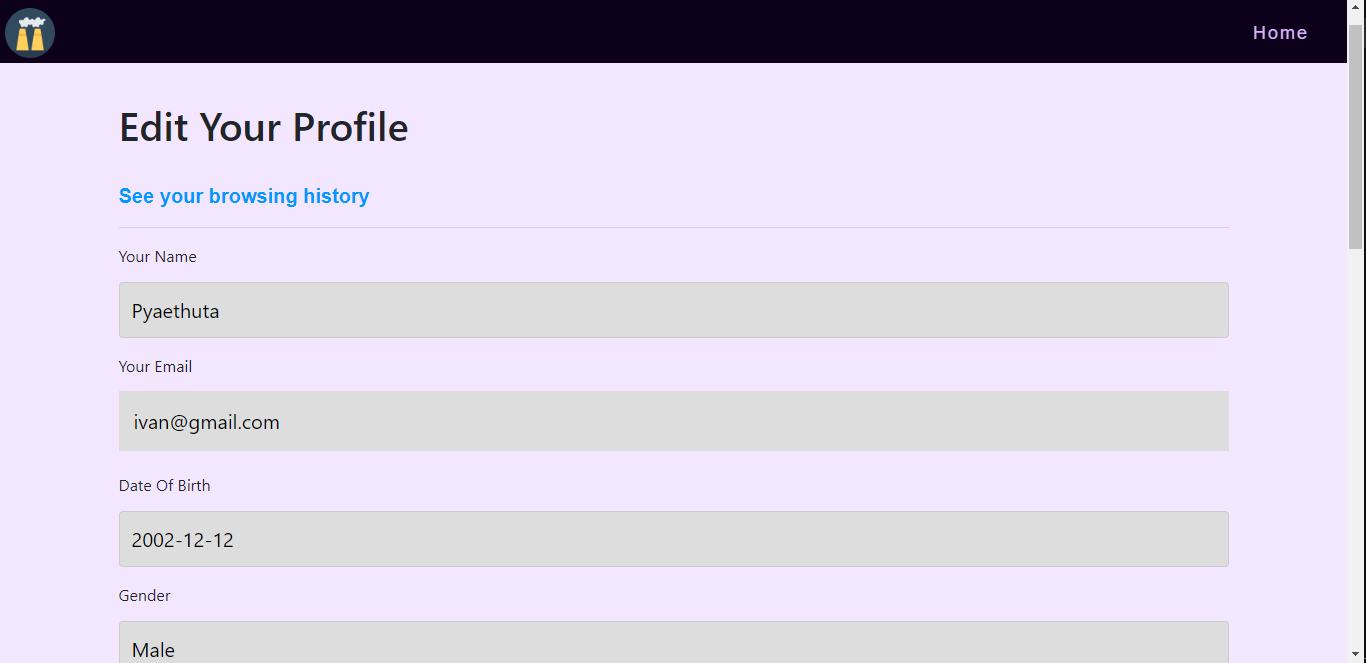 Home
Edit Your Profile
See your browsing history
Your Name
Pyaethuta
Your Email
ivan@gmail.com
Date Of Birth
2002-12-12
Gender
Male